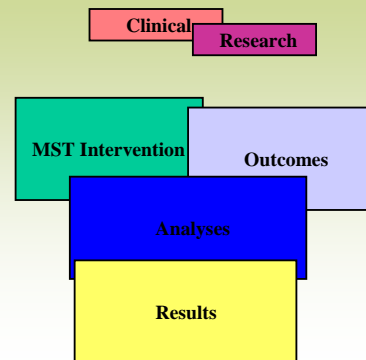 Clinical
Research
MST Intervention
Outcomes
Analyses
Results